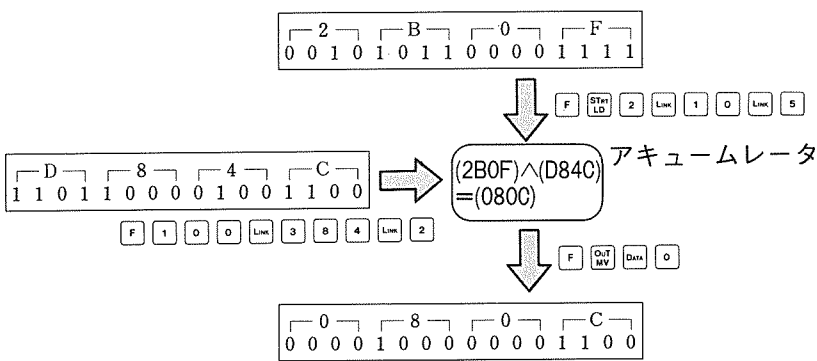 2 B 0 F
0 0 1 0 1 0 1 1 0 0 0 0 1 1 1 1
F STRT LD 2 LINK 1 0 LINK 5
D 8 4 C
1 1 0 1 1 0 0 0 0 1 0 0 1 1 0 0
F 1 0 0 LINK 3 8 4 LINK 2
(2B0F)∧(D84C)
=(080C)
アキュームレータ
F OUT MV DATA 0
0 8 0 C
0 0 0 0 1 0 0 0 0 0 0 0 1 1 0 0